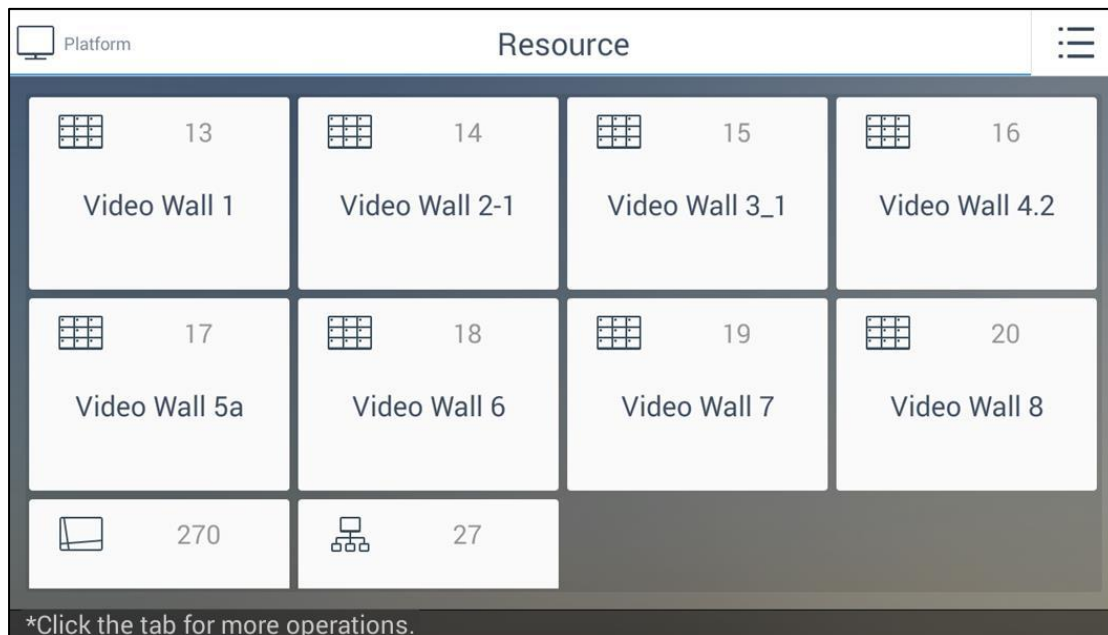 Platform
Resource
13 14 15 16
Video Wall 1 Video Wall 2-1 Video Wall 3_1 Video Wall 4.2
17 18 19 20
Video Wall 5a Video Wall 6 Video Wall 7 Video Wall 8
270 27
*Click the tab for more operations.